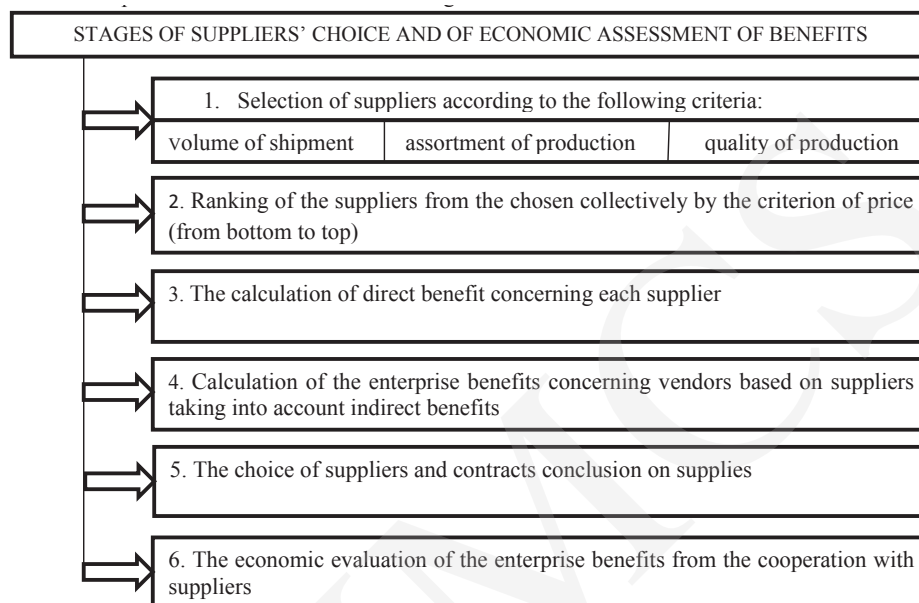 STAGES OF SUPPLIERS’ CHOICE AND OF ECONOMIC ASSESSMENT OF BENEFITS
1. Selection of suppliers according to the following criteria:
volume of shipment assortment of production quality of production
2. Ranking of the suppliers from the chosen collectively by the criterion of price
(from bottom to top)
3. The calculation of direct benefit concerning each supplier
4. Calculation of the enterprise benefits concerning vendors based on suppliers
taking into account indirect benefits
5. The choice of suppliers and contracts conclusion on supplies
6. The economic evaluation of the enterprise benefits from the cooperation with
suppliers